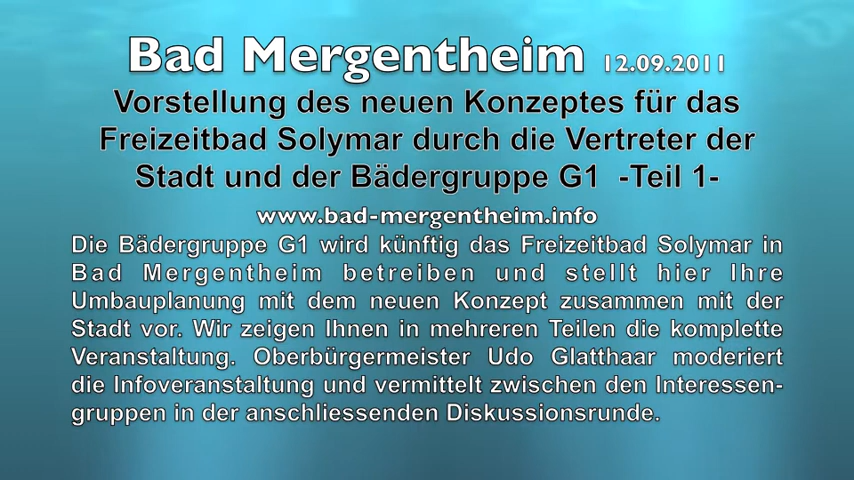 Bad Mergentheim 12.09.2011
Vorstellung des neuen Konzeptes für das
Freizeitbad Solymar durch die Vertreter der
Stadt und der Bädergruppe G1 -Teil 1-
www.bad-mergentheim.info
Die Bädergruppe G1 wird künftig das Freizeitbad Solymar in
Bad Mergentheim betreiben und stellt hier Ihre
Umbauplanung mit dem neuen Konzept zusammen mit der
Stadt vor. Wir zeigen Ihnen in mehreren Teilen die komplette
Veranstaltung. Oberbürgermeister Udo Glatthaar moderiert
die Infoveranstaltung und vermittelt zwischen den Interessen-
gruppen in der anschliessenden Diskussionsrunde.